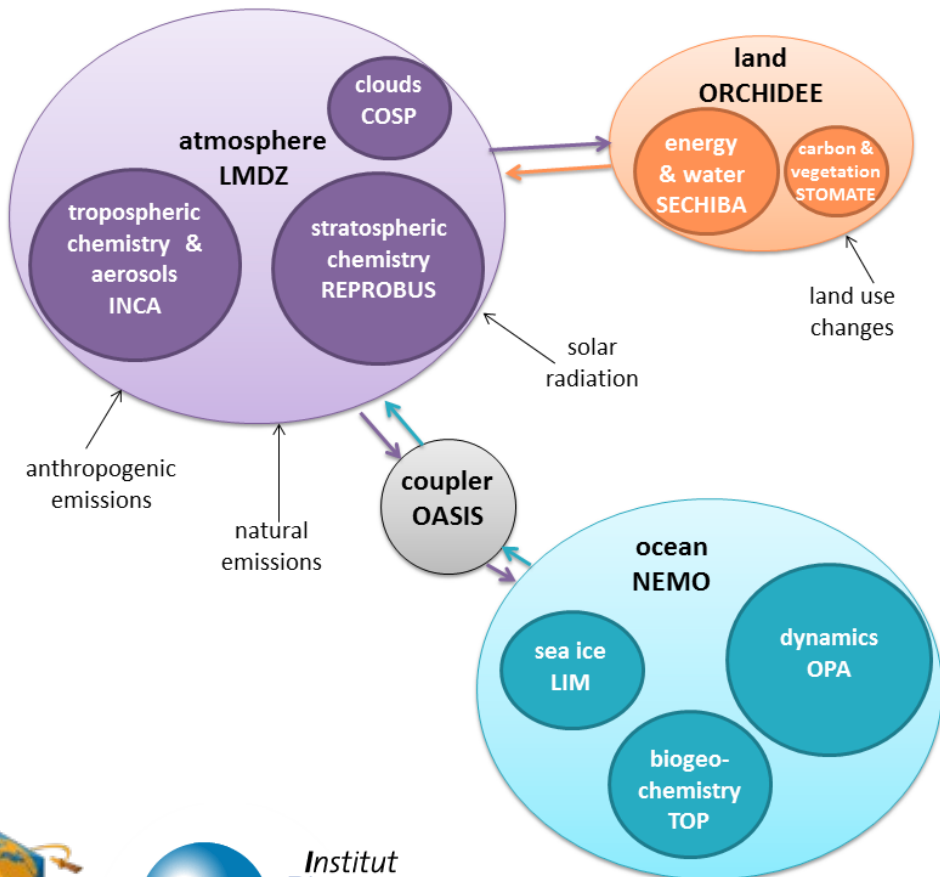 clouds
COSP
atmosphere
LMDZ
tropospheric
chemistry &
aerosols
INCA
stratospheric
chemistry
REPROBUS
land
ORCHIDEE
energy
& water
SECHIBA
carbon &
vegetation
STOMATE
land use
changes
solar
radiation
anthropogenic
emissions
natural
emissions
coupler
OASIS
ocean
NEMO
sea ice
LIM
dynamics
OPA
biogeo-
chemistry
TOP
Institut